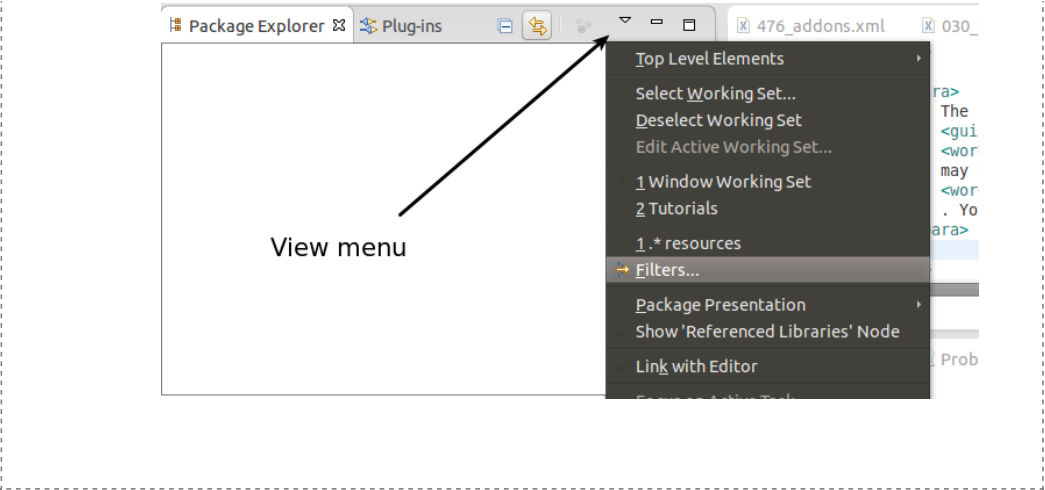 Package Explorer
Plug-ins
476_addons.xml
030_
Top Level Elements
Select Working Set...
Deselect Working Set
Edit Active Working Set...
1 Window Working Set
2 Tutorials
1 .* resources
Filters...
Package Presentation
Show 'Referenced Libraries' Node
Link with Editor
View menu
ra>
The
<gui
<wor
may
<wor
. Yo
ara>
Prob